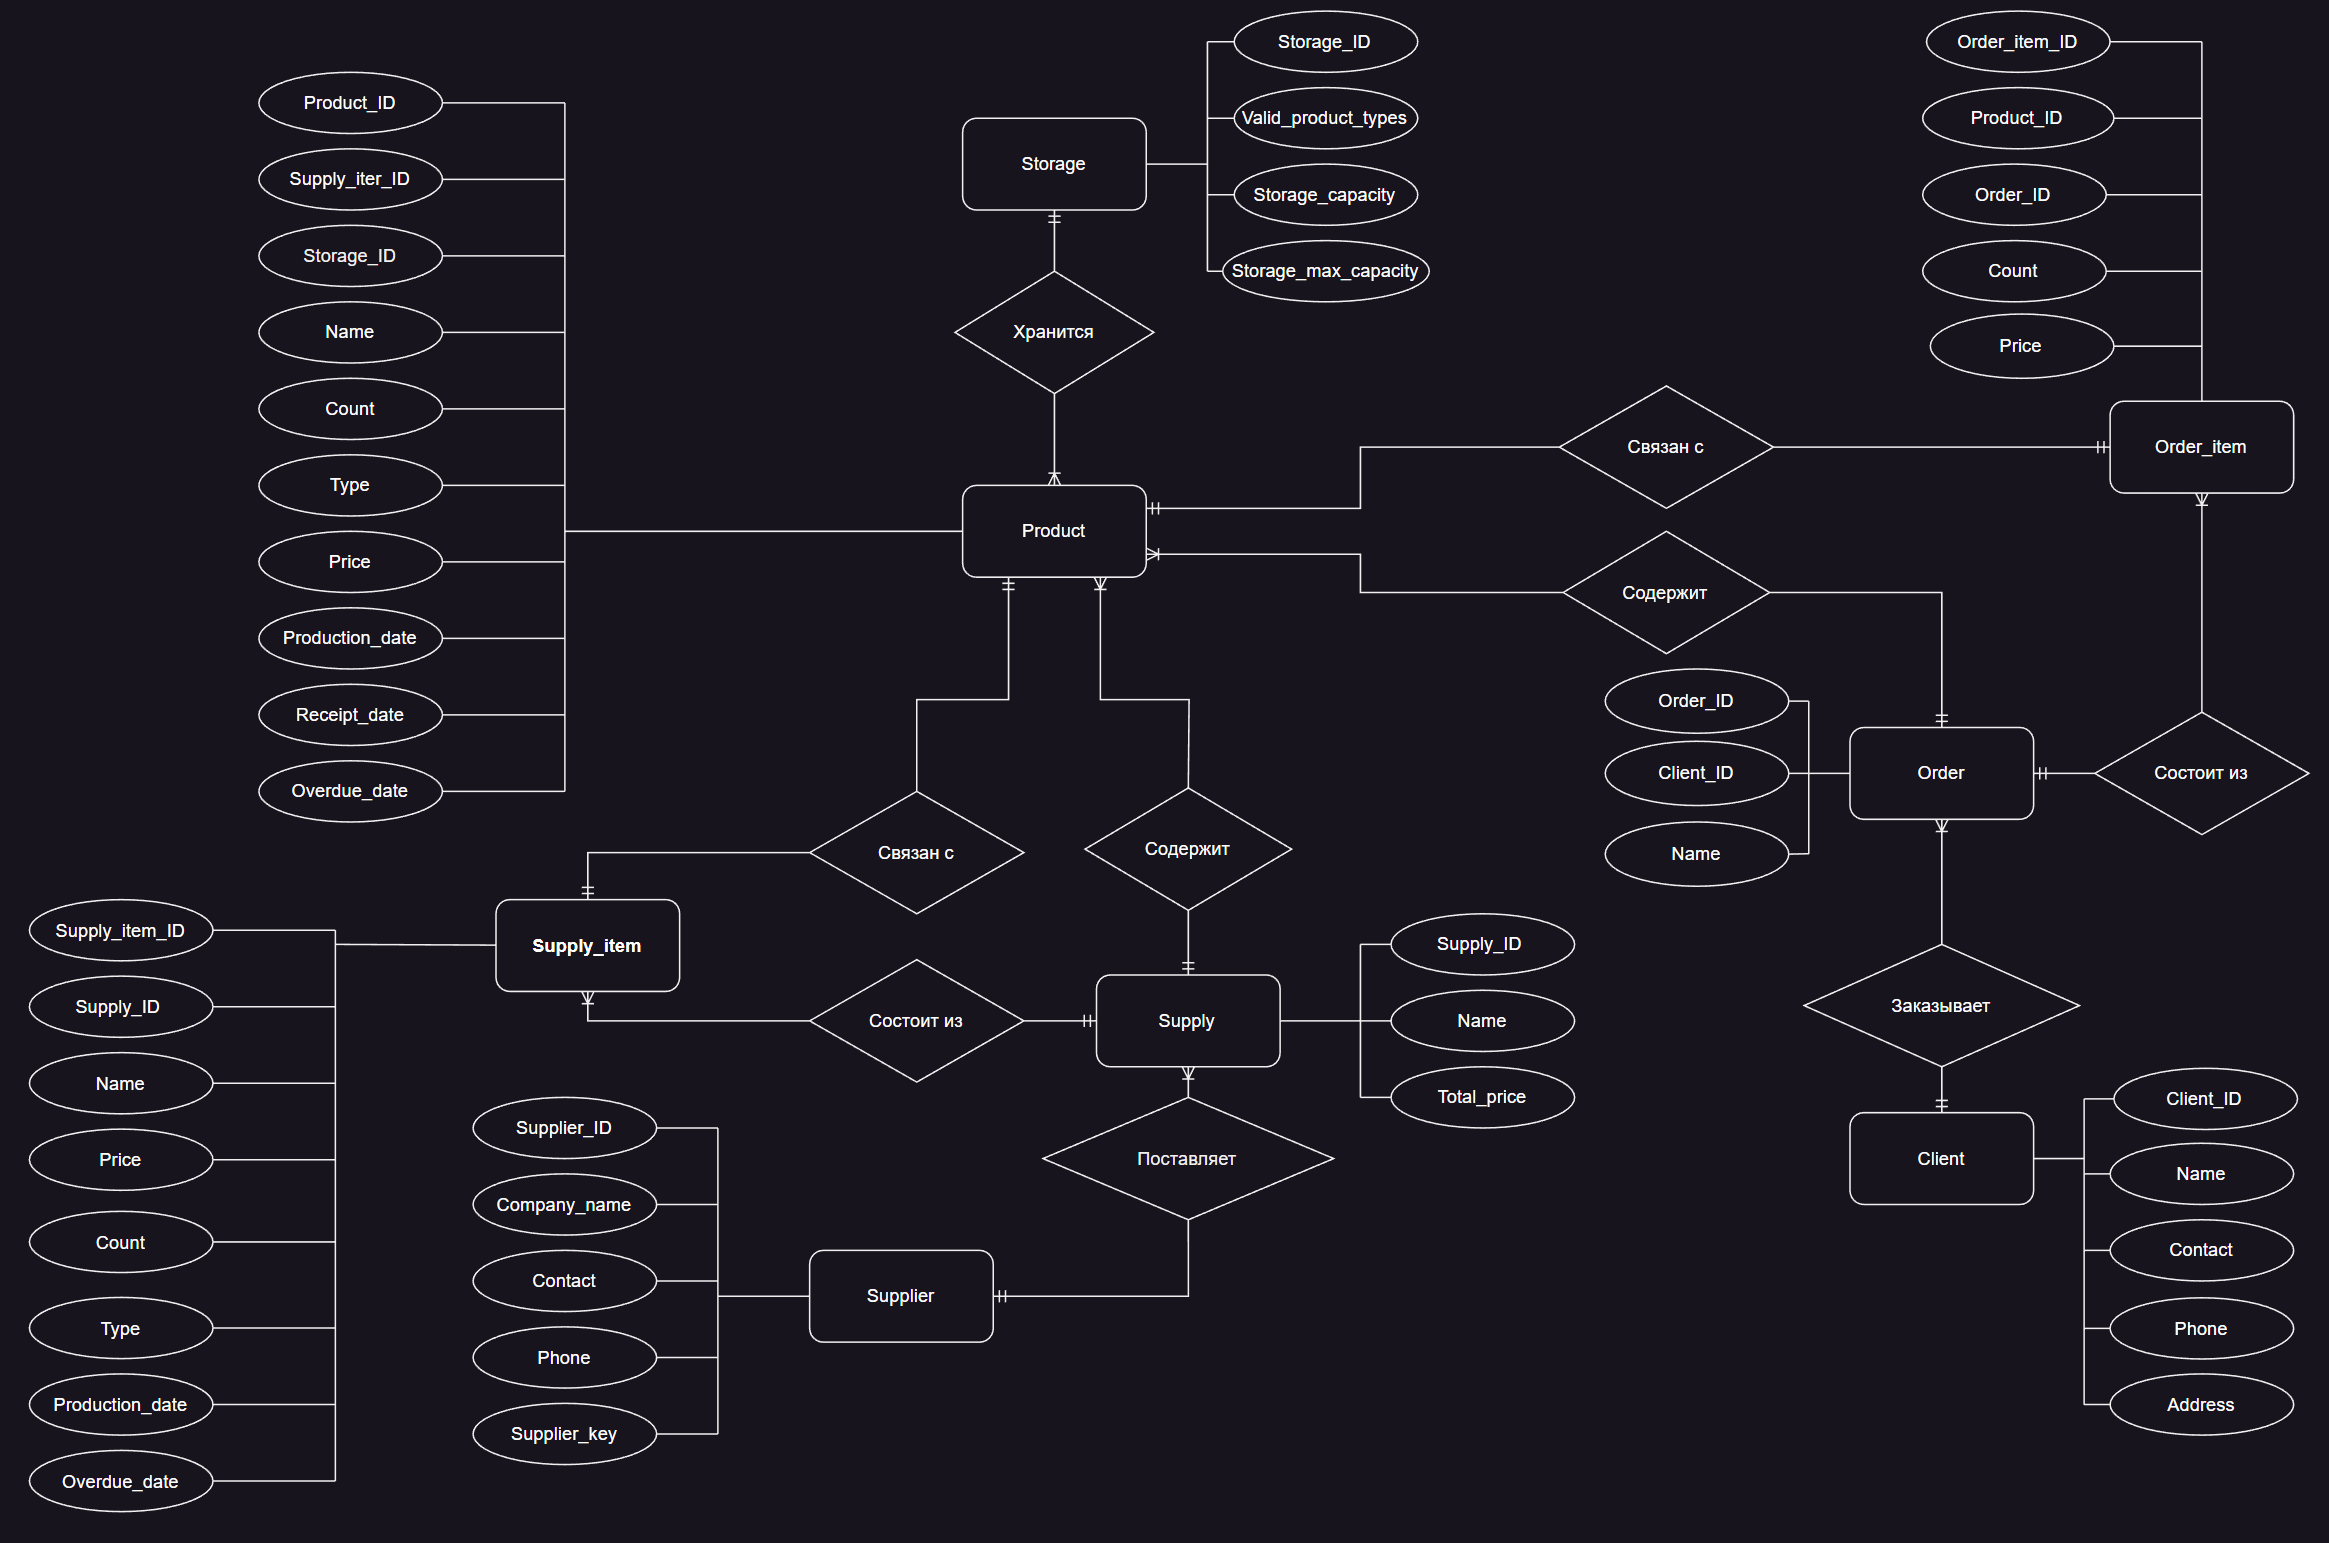 Storage_ID
Valid_product_types
Storage_capacity
Storage_max_capacity
Storage
Хранится
Order_item_ID
Product_ID
Order_ID
Count
Price
Order_item
Product_ID
Supply_iter_ID
Storage_ID
Name
Count
Type
Price
Production_date
Receipt_date
Overdue_date
Product
Связан с
Содержит
Order_ID
Client_ID
Name
Order
Состоит из
Связан с
Содержит
Supply_item_ID
Supply_ID
Name
Price
Count
Type
Production_date
Overdue_date
Supply_item
Состоит из
Supply
Supply_ID
Name
Total_price
Заказывает
Supplier_ID
Company_name
Contact
Phone
Supplier_key
Supplier
Поставляет
Client
Client_ID
Name
Contact
Phone
Address